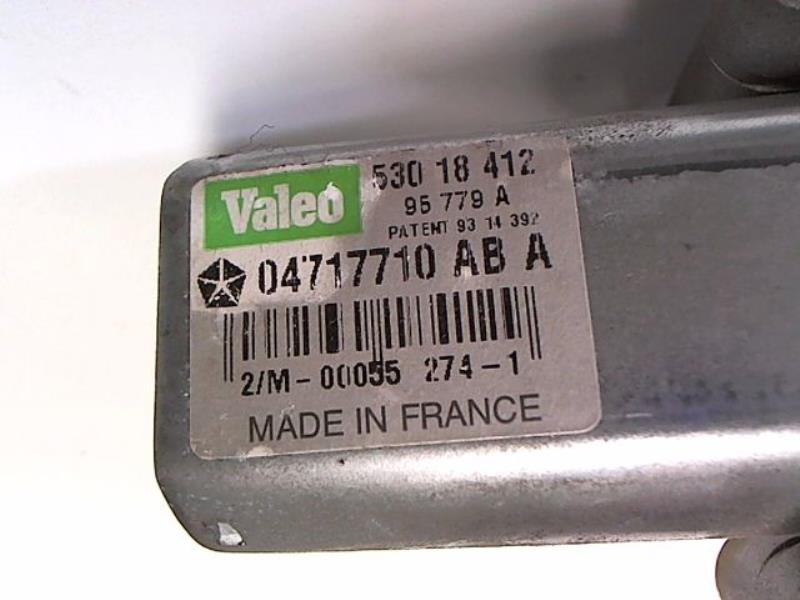 Valeo
530 18 412
95 779 A
PATENT 93 14 392
04717710 AB A
2/M-00055 274-1
MADE IN FRANCE